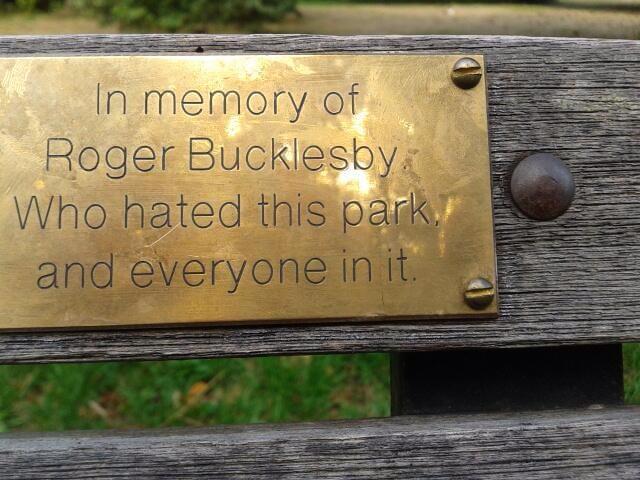 In memory of
Roger Bucklesby.
Who hated this park,
and everyone in it.